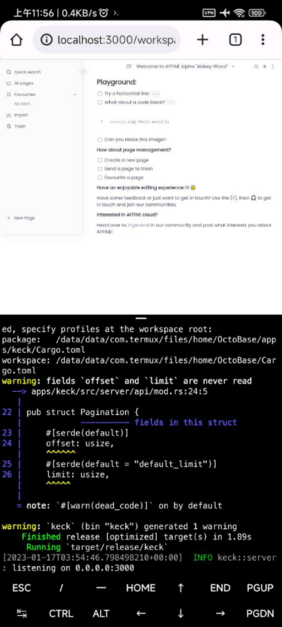 上午11:56 | 0.4KB/s
VPN
100
localhost:3000/worksp
1
Quick search
All pages
Favourites
No item
Import
Trash
+ New Page
Welcome to AFFiNE Alpha "Abbey Wood"
Playground:
Try a horizontal line:
What about a code block?
1
console.log('Hello world');
Can you resize this image?
How about page management?
Create a new page
Send a page to trash
Favourite a page
Have an enjoyable editing experience !!! 😃
Have some feedback or just want to get in touch? Use the
, then
to get
in touch and join our communities.
Interested in AFFiNE cloud?
Head over to
in our community and post what interests you about
AFFiNE!
ed, specify profiles at the workspace root:
package:   /data/data/com.termux/files/home/OctoBase/app
s/keck/Cargo.toml
workspace: /data/data/com.termux/files/home/OctoBase/Car
go.toml
warning: fields `offset` and `limit` are never read
  --> apps/keck/src/server/api/mod.rs:24:5
   |
22 | pub struct Pagination {
   |            ---------- fields in this struct
23 |     #[serde(default)]
24 |     offset: usize,
   |     ^^^^^^
25 |     #[serde(default = "default_limit")]
26 |     limit: usize,
   |     ^^^^^
   |
   = note: `#[warn(dead_code)]` on by default
warning: `keck` (bin "keck") generated 1 warning
    Finished release [optimized] target(s) in 1.89s
     Running `target/release/keck`
[2023-01-17T03:54:46.798498210+00:00]  INFO keck::server
: listening on 0.0.0.0:3000
ESC / — HOME ↑ END PGUP
↹ CTRL ALT ← ↓ → PGDN